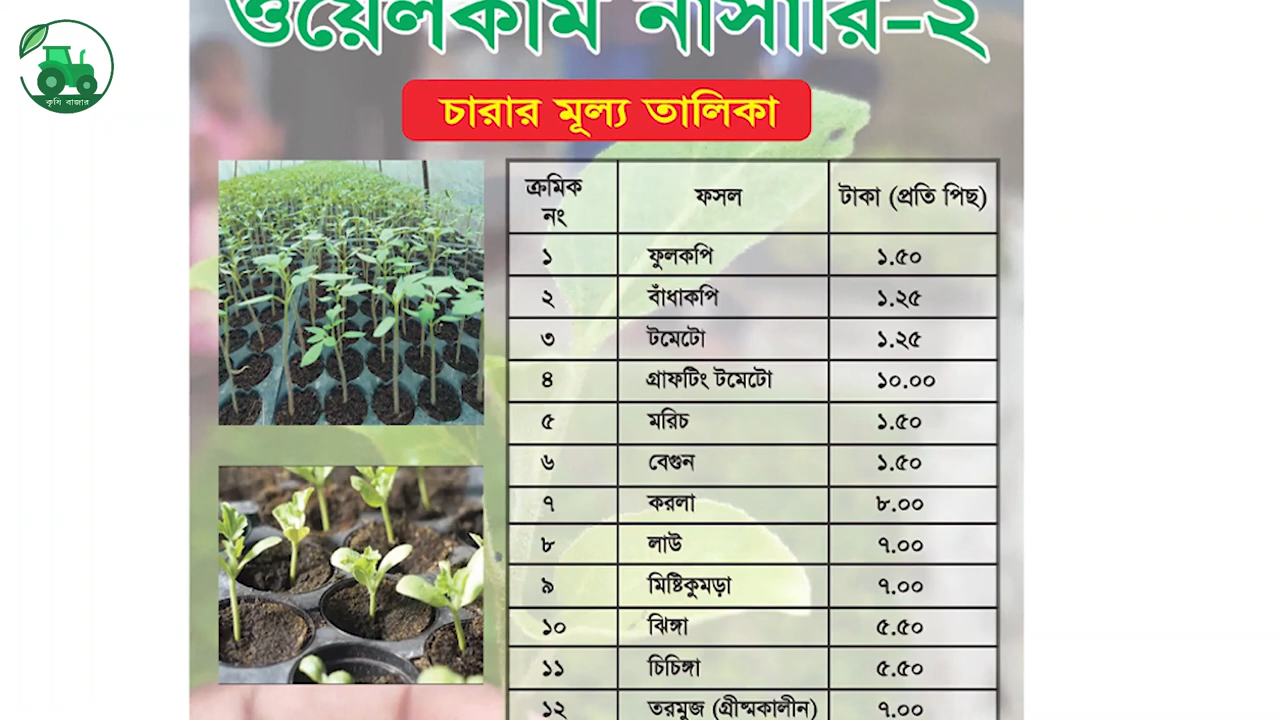 ওয়েলকাম নার্সারি-২
কৃষি বাজার
চারার মূল্য তালিকা
ক্রমিক নং ফসল টাকা (প্রতি পিছ)
১ ফুলকপি ১.৫০
২ বাঁধাকপি ১.২৫
৩ টমেটো ১.২৫
৪ গ্রাফটিং টমেটো ১০.০০
৫ মরিচ ১.৫০
৬ বেগুন ১.৫০
৭ করলা ৮.০০
৮ লাউ ৭.০০
৯ মিষ্টিকুমড়া ৭.০০
১০ ঝিঙ্গা ৫.৫০
১১ চিচিঙ্গা ৫.৫০
১২ তরমুজ (গ্রীষ্মকালীন) ৭.০০